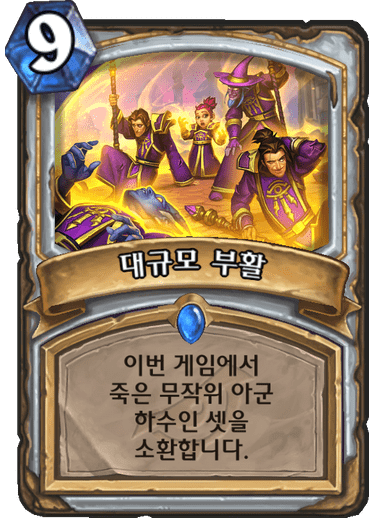 9
대규모 부활
이번 게임에서
죽은 무작위 아군
하수인 셋을
소환합니다.